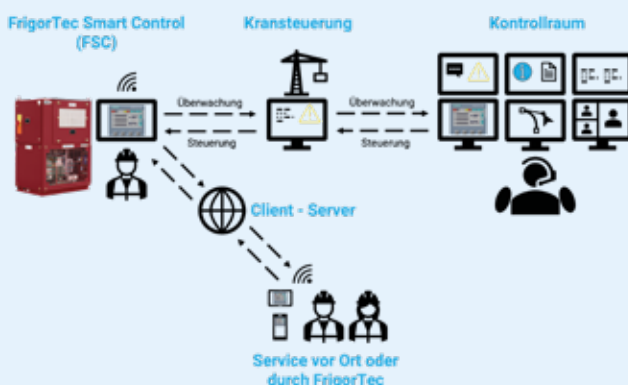 FrigorTec Smart Control
(FSC)
Kransteuerung
Kontrollraum
Überwachung
Steuerung
Überwachung
Steuerung
Client - Server
Service vor Ort oder
durch FrigorTec